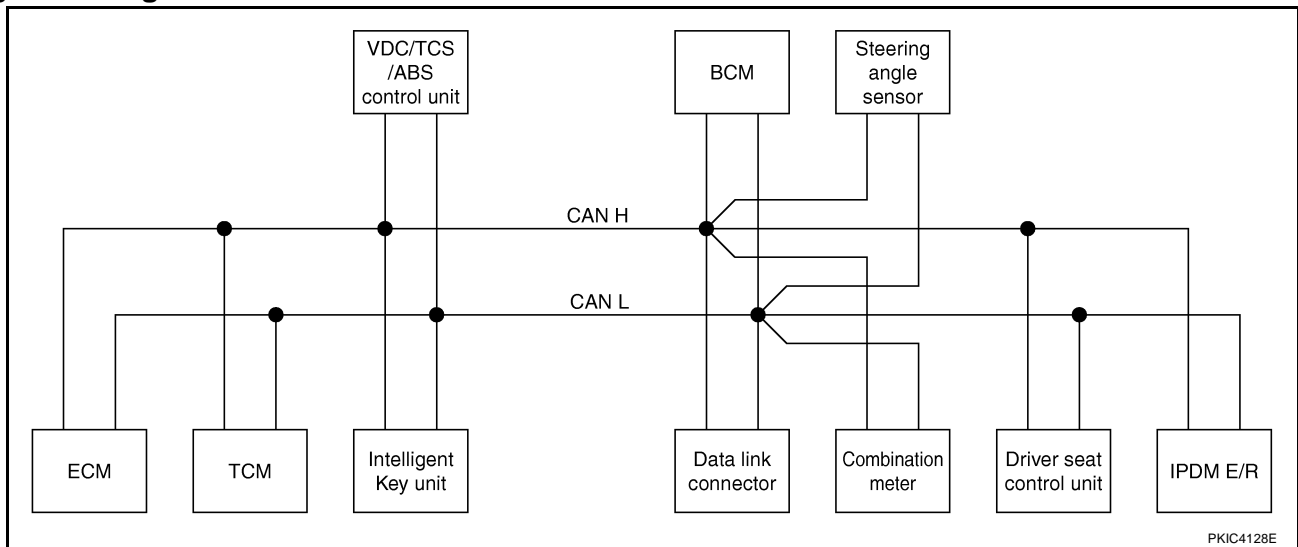 VDC/TCS
/ABS
control unit
BCM
Steering
angle
sensor
CAN H
CAN L
ECM
TCM
Intelligent
Key unit
Data link
connector
Combination
meter
Driver seat
control unit
IPDM E/R
PKIC4128E